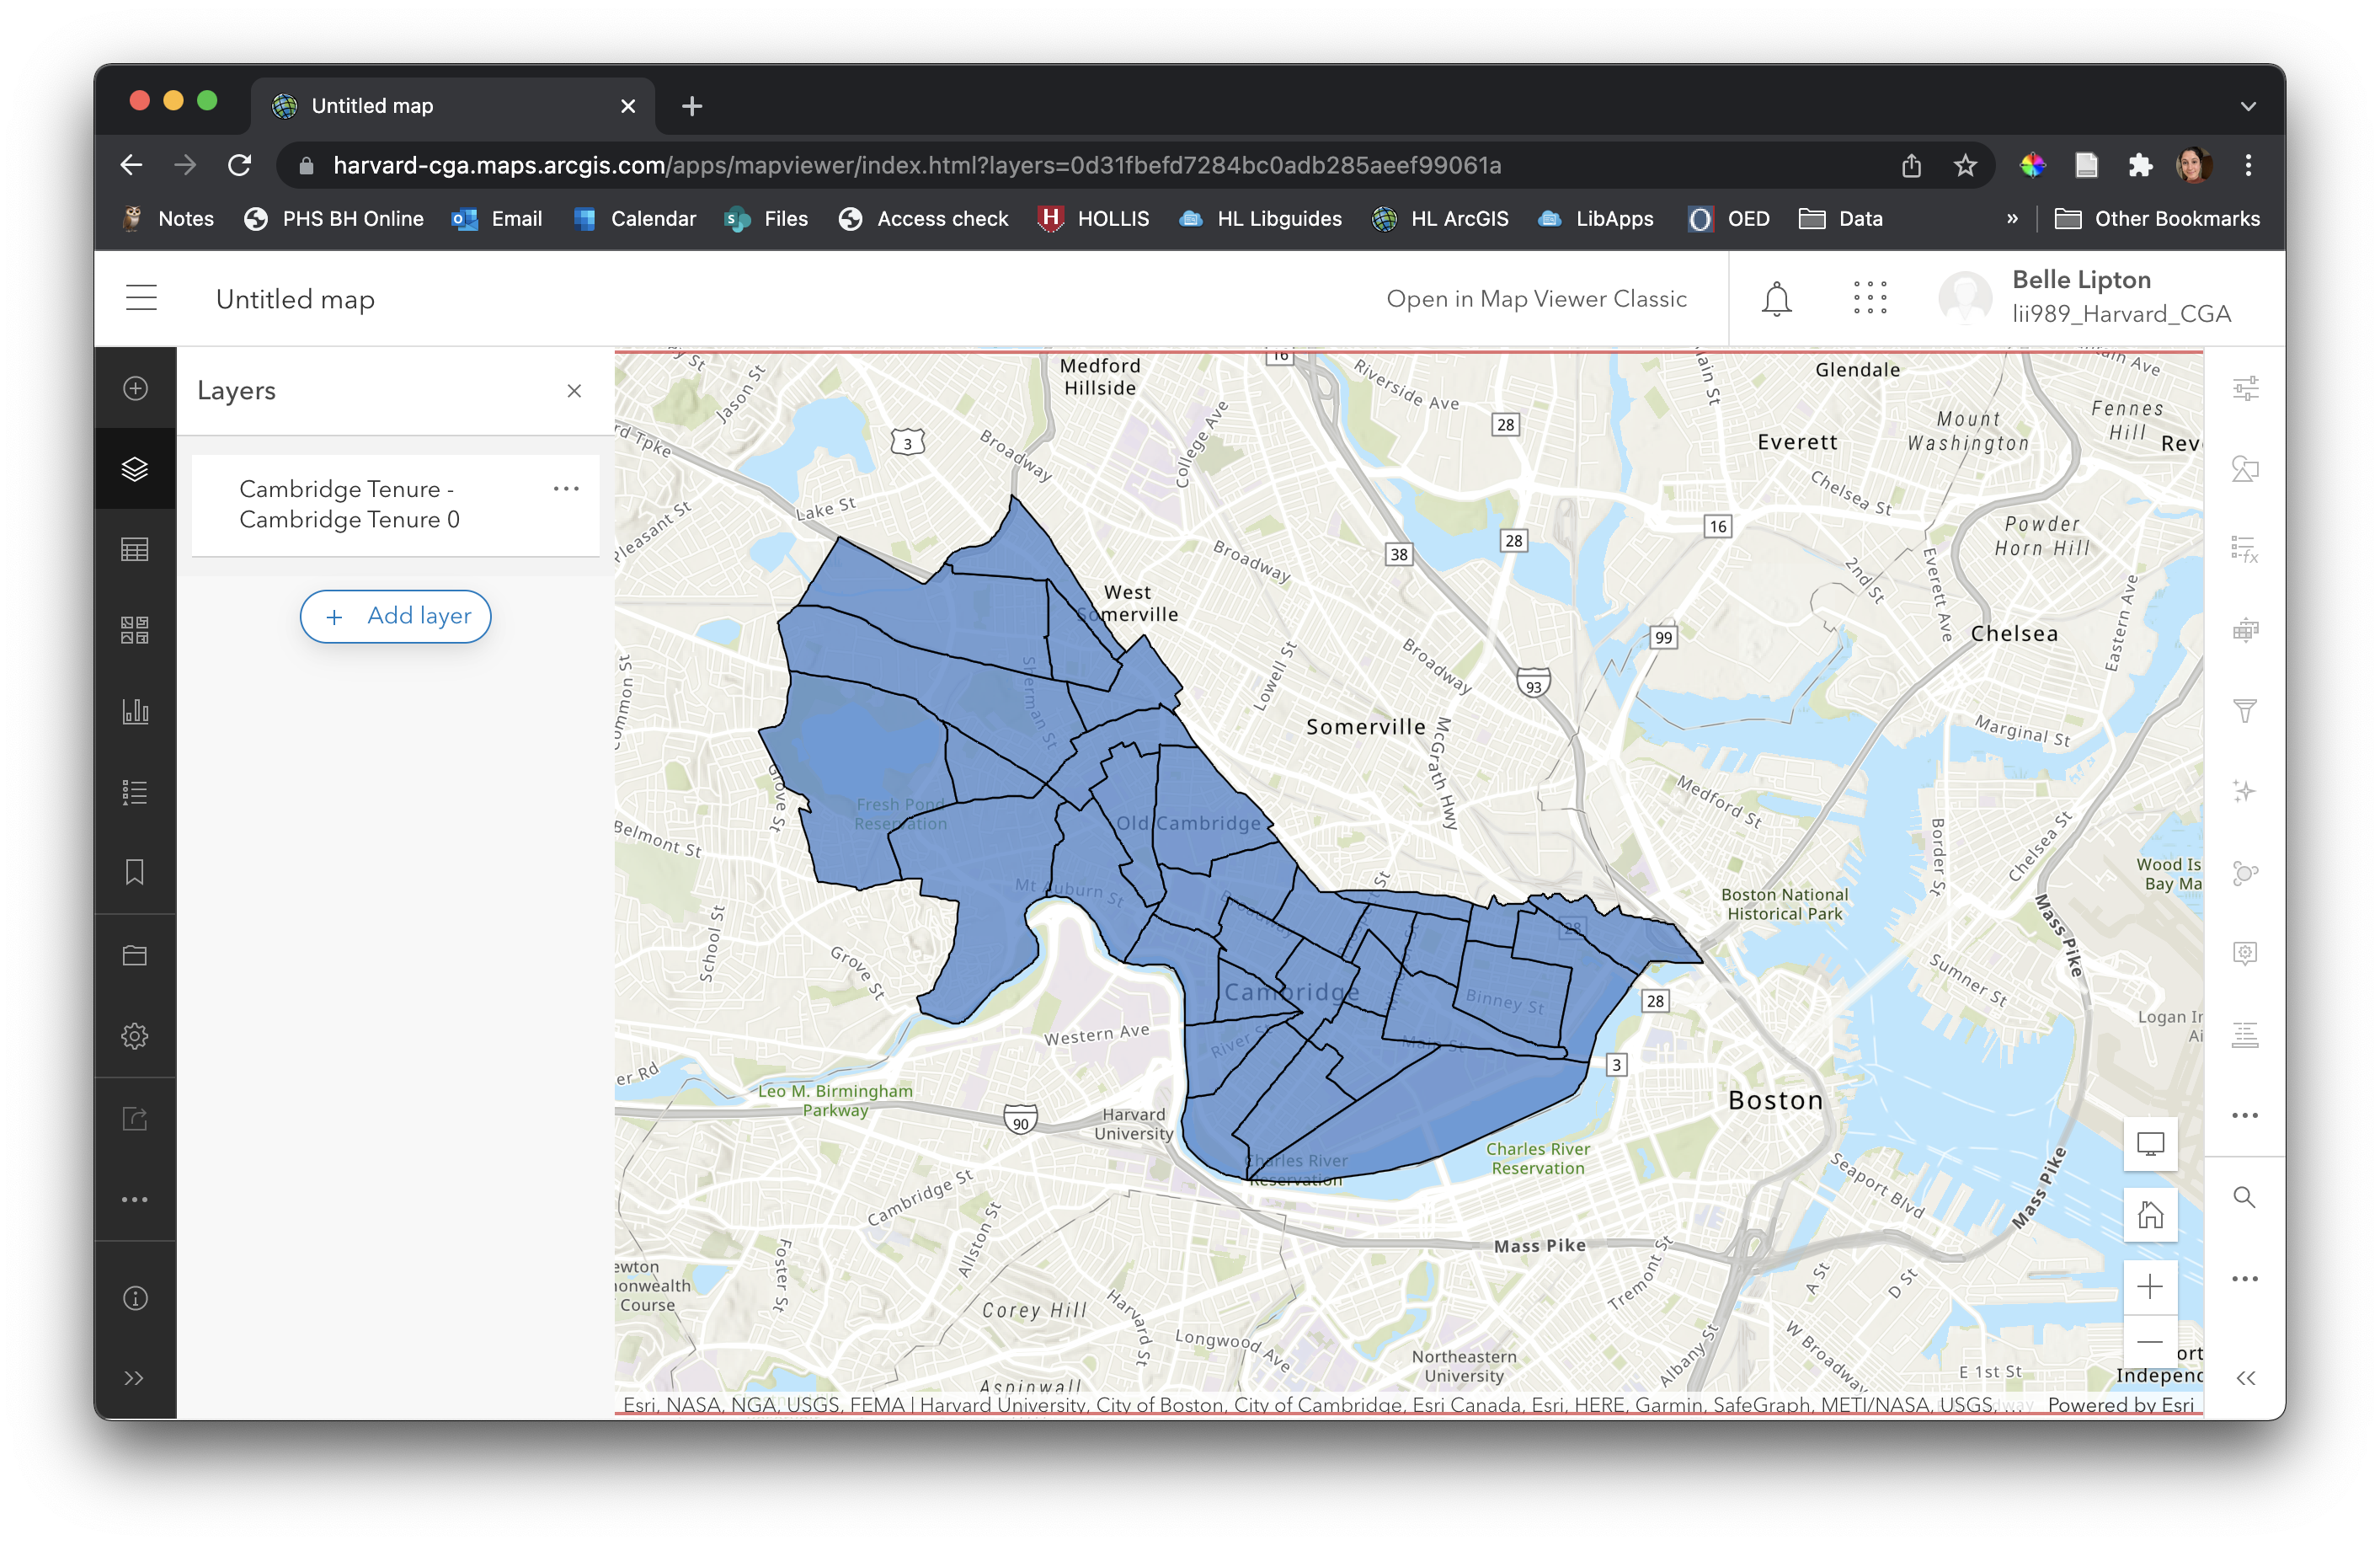 Untitled map
harvard-cga.maps.arcgis.com/apps/mapviewer/index.html?layers=0d31fbefd7284bc0adb285aeef99061a
Notes PHS BH Online Email Calendar Files Access check HOLLIS HL Libguides HL ArcGIS LibApps OED Data » Other Bookmarks
Untitled map
Open in Map Viewer Classic
Belle Lipton
lii989_Harvard_CGA
Layers
Cambridge Tenure -
Cambridge Tenure 0
Add layer
Medford
Hillside
16
Riverside Ave
Glendale
Main St
Jason St
3
Broadway
College Ave
28
Everett
Mount
Washington
Fennes
Hill
Chelsea St
Lake St
Pleasant St
Broadway
38
28
16
Powder
Horn Hill
2nd St
Everett Ave
Eastern Ave
West
Somerville
99
Chelsea
Sherman St
Lowell St
Broadway
93
Somerville
McGrath Hwy
Marginal St
Grove St
Medford St
Fresh Pond
Reservation
Old Cambridge
Belmont St
Border St
Chelsea St
Wood Is
Bay Ma
Mt Auburn St
Broadway
Boston National
Historical Park
28
Mass Pike
School St
Grove St
Cambridge
Binney St
28
Sumner St
Logan
Western Ave
River St
Main St
3
Leo M. Birmingham
Parkway
90
Harvard
University
Boston
Charles River
Reservation
Charles River
Reservation
Seaport Blvd
Mass Pike
Cambridge St
Allston St
Foster St
Mass Pike
Tremont St
A St
D St
Course
Corey Hill
Harvard St
Longwood Ave
Northeastern
University
Albany St
W Broadway
E 1st St
Independ
Aspinwall
Esri, NASA, NGA, USGS, FEMA | Harvard University, City of Boston, City of Cambridge, Esri Canada, Esri, HERE, Garmin, SafeGraph, METI/NASA, USGS, ... Powered by Esri